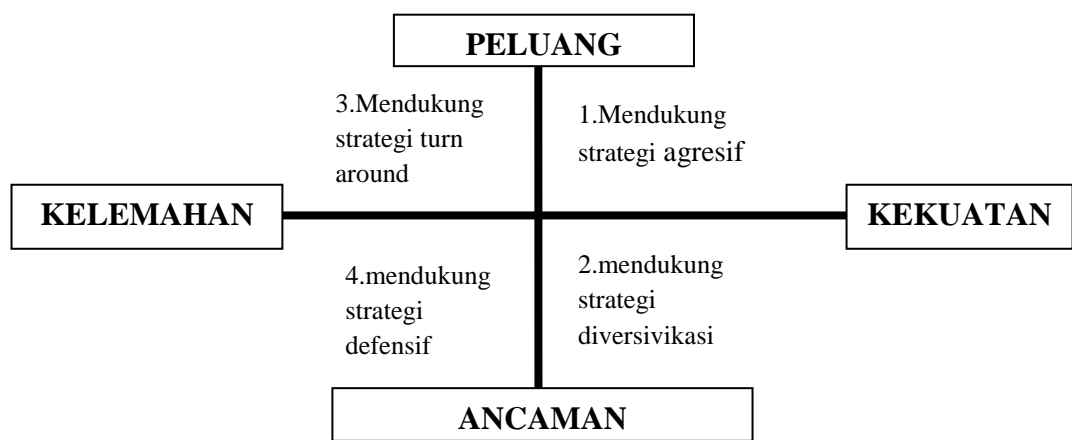 PELUANG
3.Mendukung
strategi turn
around
1.Mendukung
strategi agresif
KELEMAHAN
KEKUATAN
4.mendukung
strategi
defensif
2.mendukung
strategi
diversivikasi
ANCAMAN